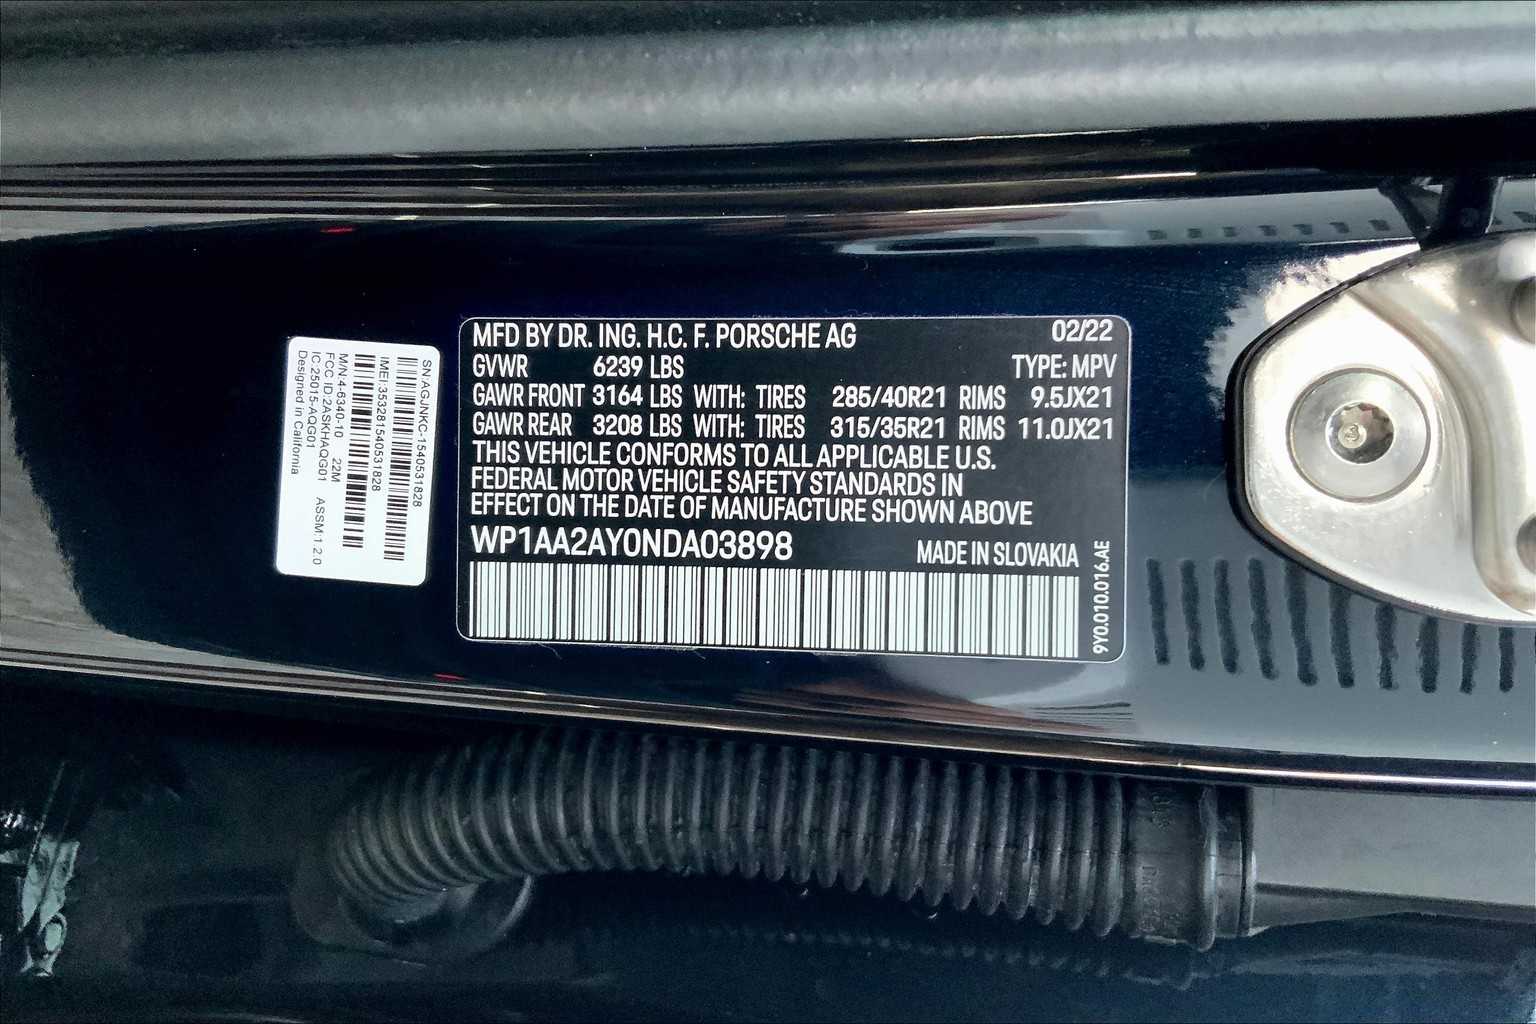 MFD BY DR. ING. H.C. F. PORSCHE AG 02/22
GVWR 6239 LBS TYPE: MPV
GAWR FRONT 3164 LBS WITH: TIRES 285/40R21 RIMS 9.5JX21
GAWR REAR 3208 LBS WITH: TIRES 315/35R21 RIMS 11.0JX21
THIS VEHICLE CONFORMS TO ALL APPLICABLE U.S.
FEDERAL MOTOR VEHICLE SAFETY STANDARDS IN
EFFECT ON THE DATE OF MANUFACTURE SHOWN ABOVE
WP1AA2AY0NDA03898 MADE IN SLOVAKIA
9Y0.010.016.AE
SN:AGJNKC-1540531828
IMEI:353281540531828
M/N:4-6340-10 22M
FCC ID:2ASKHAQG01 ASSM:1.2.0
IC:25015-AQG01
Designed in California